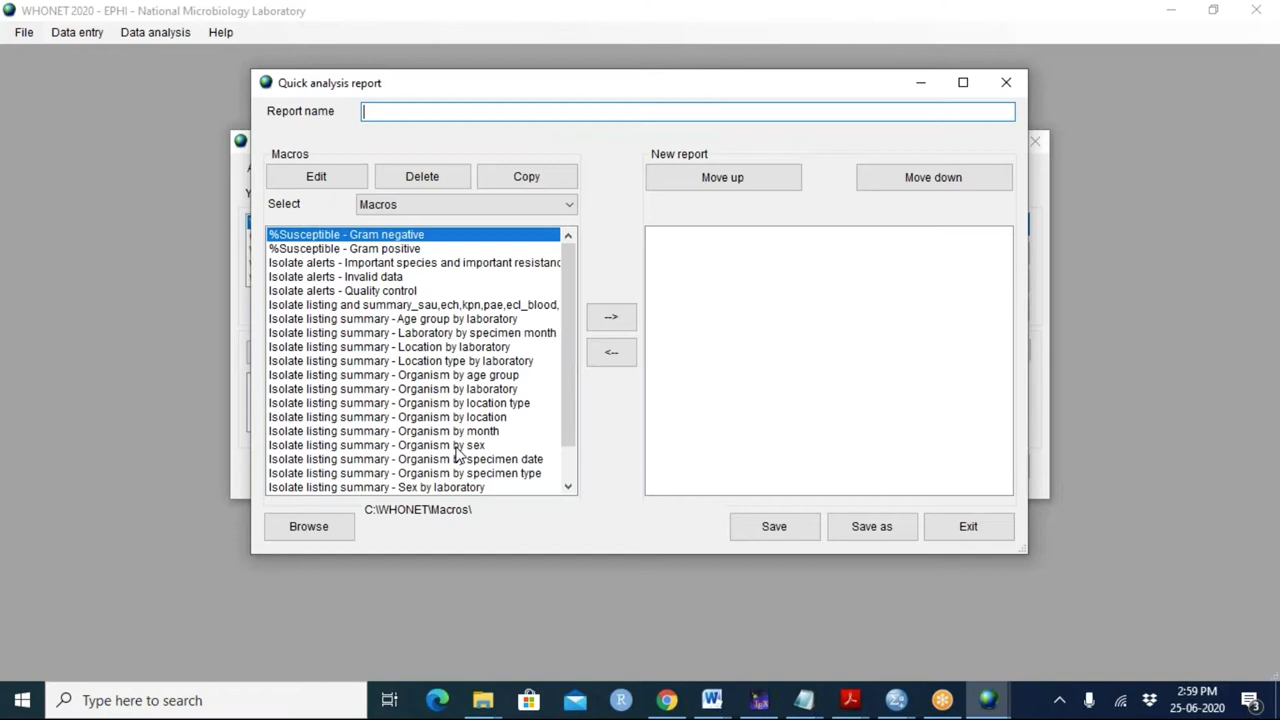 WHONET 2020 - EPHI - National Microbiology Laboratory
File Data entry Data analysis Help
Quick analysis report
Report name
Macros
New report
Edit Delete Copy
Move up Move down
Select Macros
%Susceptible - Gram negative
%Susceptible - Gram positive
Isolate alerts - Important species and important resistanc
Isolate alerts - Invalid data
Isolate alerts - Quality control
Isolate listing and summary_sau,ech,kpn,pae,ecl_blood,
Isolate listing summary - Age group by laboratory
Isolate listing summary - Laboratory by specimen month
Isolate listing summary - Location by laboratory
Isolate listing summary - Location type by laboratory
Isolate listing summary - Organism by age group
Isolate listing summary - Organism by laboratory
Isolate listing summary - Organism by location type
Isolate listing summary - Organism by location
Isolate listing summary - Organism by month
Isolate listing summary - Organism by sex
Isolate listing summary - Organism by specimen date
Isolate listing summary - Organism by specimen type
Isolate listing summary - Sex by laboratory
-->
<--
C:\WHONET\Macros\
Browse Save Save as Exit
Type here to search
2:59 PM
25-06-2020
3